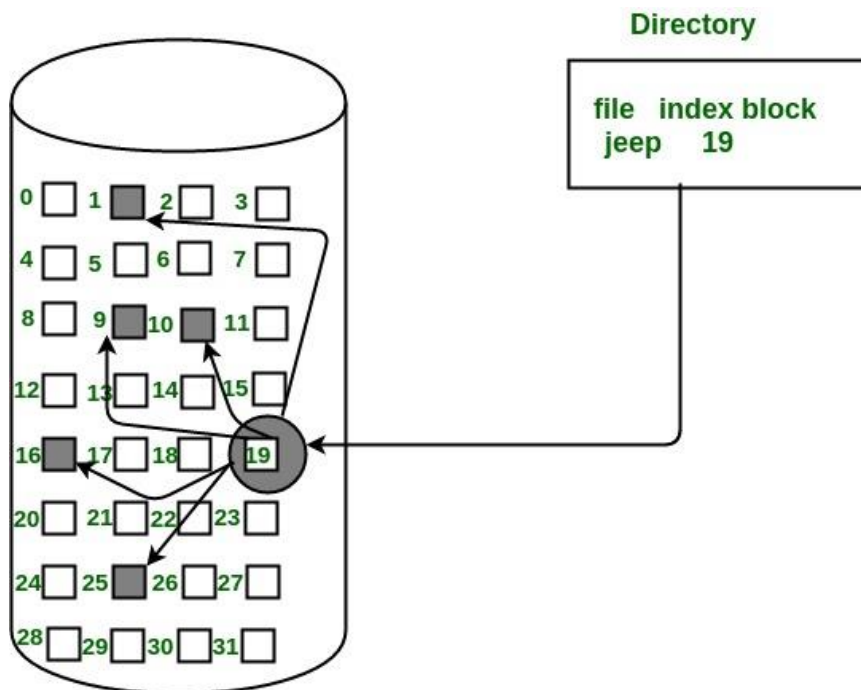 Directory
file index block
jeep 19
0 1 2 3
4 5 6 7
8 9 10 11
12 13 14 15
16 17 18 19
20 21 22 23
24 25 26 27
28 29 30 31